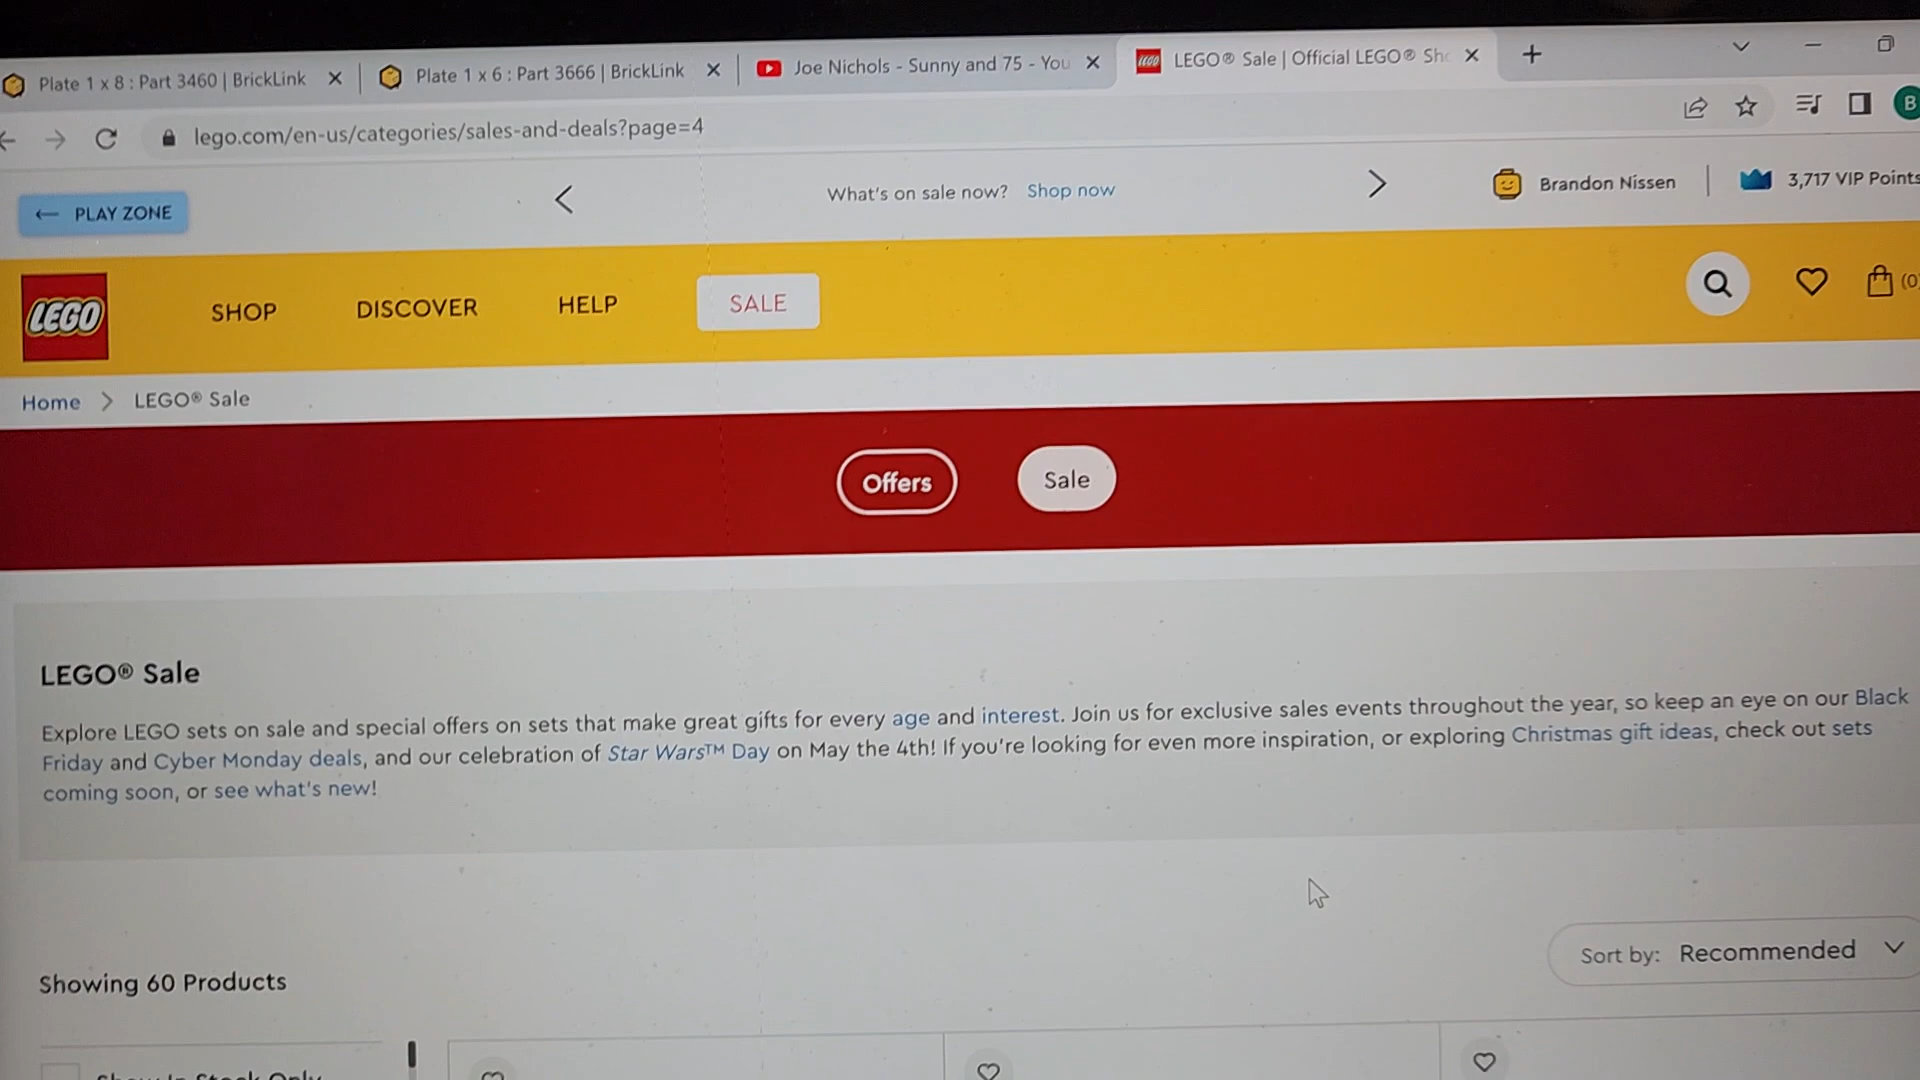 Plate 1 x 8 : Part 3460 | BrickLink
Plate 1 x 6 : Part 3666 | BrickLink
Joe Nichols - Sunny and 75 - You
LEGO® Sale | Official LEGO® Sho
lego.com/en-us/categories/sales-and-deals?page=4
B
PLAY ZONE
What's on sale now? Shop now
Brandon Nissen
3,717 VIP Points
LEGO
SHOP
DISCOVER
HELP
SALE
(0)
Home > LEGO® Sale
Offers
Sale
LEGO® Sale
Explore LEGO sets on sale and special offers on sets that make great gifts for every age and interest. Join us for exclusive sales events throughout the year, so keep an eye on our Black
Friday and Cyber Monday deals, and our celebration of Star Wars™ Day on May the 4th! If you're looking for even more inspiration, or exploring Christmas gift ideas, check out sets
coming soon, or see what's new!
Sort by: Recommended
Showing 60 Products
Show In Stock Only